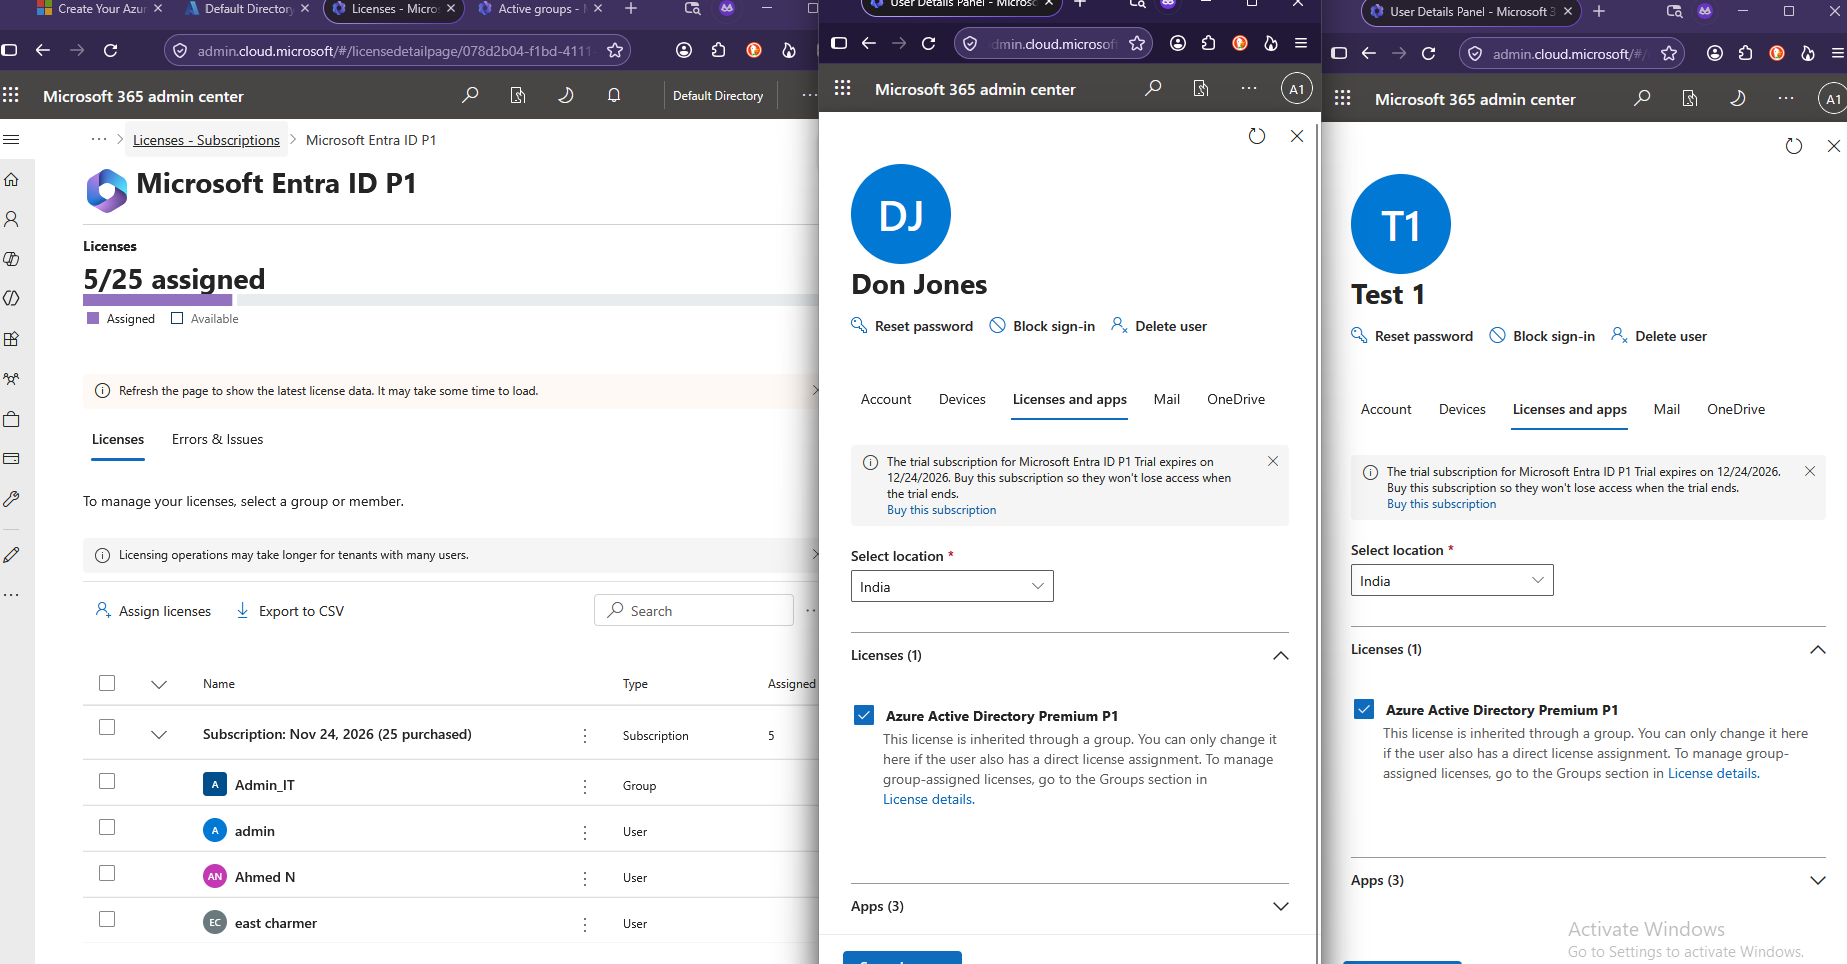 Create Your Azur
Default Directory
Licenses - Micro
Active groups -
admin.cloud.microsoft/#/licensedetailpage/078d2b04-f1bd-4111-
Microsoft 365 admin center
Default Directory
Licenses - Subscriptions
Microsoft Entra ID P1
Microsoft Entra ID P1
Licenses
5/25 assigned
Assigned
Available
Refresh the page to show the latest license data. It may take some time to load.
Licenses
Errors & Issues
To manage your licenses, select a group or member.
Licensing operations may take longer for tenants with many users.
Assign licenses
Export to CSV
Search
Name
Type
Assigned
Subscription: Nov 24, 2026 (25 purchased)
Subscription
5
A
Admin_IT
Group
A
admin
User
AN
Ahmed N
User
EC
east charmer
User
User Details Panel - Microsof
dmin.cloud.microsoft
Microsoft 365 admin center
A1
DJ
Don Jones
Reset password
Block sign-in
Delete user
Account
Devices
Licenses and apps
Mail
OneDrive
The trial subscription for Microsoft Entra ID P1 Trial expires on
12/24/2026. Buy this subscription so they won't lose access when
the trial ends.
Buy this subscription
Select location *
India
Licenses (1)
Azure Active Directory Premium P1
This license is inherited through a group. You can only change it
here if the user also has a direct license assignment. To manage
group-assigned licenses, go to the Groups section in
License details.
Apps (3)
User Details Panel - Microsoft 3
admin.cloud.microsoft/#/
Microsoft 365 admin center
A1
T1
Test 1
Reset password
Block sign-in
Delete user
Account
Devices
Licenses and apps
Mail
OneDrive
The trial subscription for Microsoft Entra ID P1 Trial expires on 12/24/2026.
Buy this subscription so they won't lose access when the trial ends.
Buy this subscription
Select location *
India
Licenses (1)
Azure Active Directory Premium P1
This license is inherited through a group. You can only change it here
if the user also has a direct license assignment. To manage group-
assigned licenses, go to the Groups section in License details.
Apps (3)
Activate Windows
Go to Settings to activate Windows.